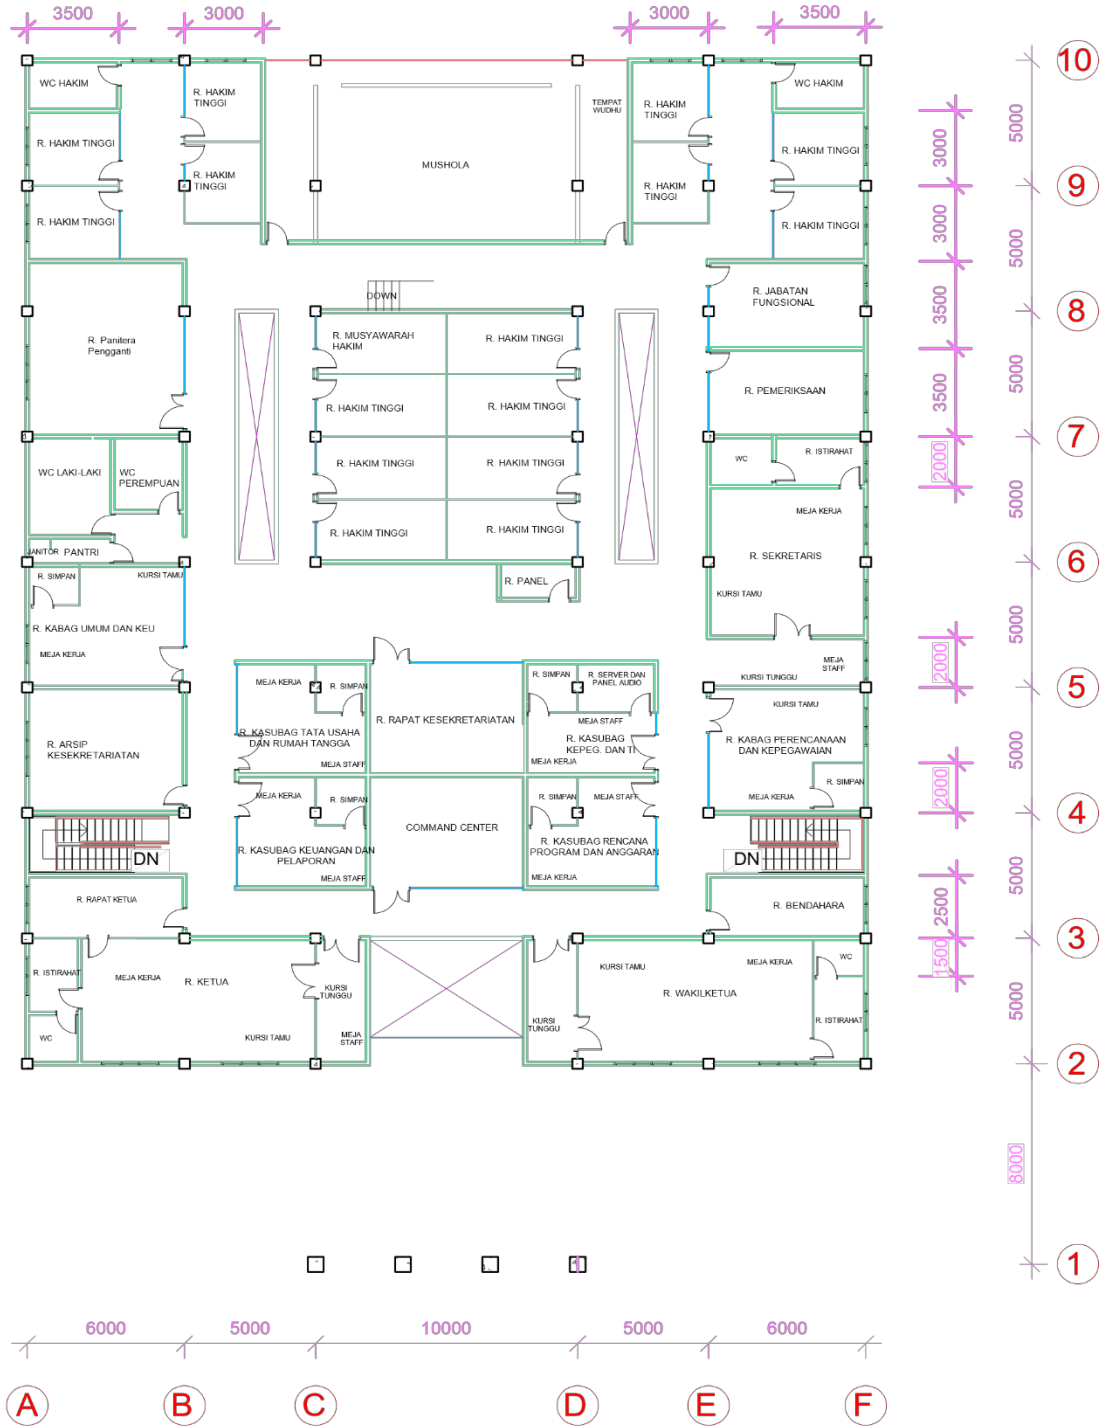 3500
3000
3000
3500
10
WC HAKIM
R. HAKIM
TINGGI
TEMPAT
WUDHU
R. HAKIM
TINGGI
WC HAKIM
5000
3000
R. HAKIM TINGGI
R. HAKIM
TINGGI
MUSHOLA
R. HAKIM
TINGGI
R. HAKIM TINGGI
9
R. HAKIM TINGGI
R. HAKIM TINGGI
3000
5000
DOWN
R. JABATAN
FUNGSIONAL
3500
8
R. Panitera
Pengganti
R. MUSYAWARAH
HAKIM
R. HAKIM TINGGI
5000
R. PEMERIKSAAN
3500
R. HAKIM TINGGI
R. HAKIM TINGGI
7
WC LAKI-LAKI
WC
PEREMPUAN
R. HAKIM TINGGI
R. HAKIM TINGGI
WC
R. ISTIRAHAT
2000
5000
MEJA KERJA
R. HAKIM TINGGI
R. HAKIM TINGGI
JANITOR
PANTRI
R. SEKRETARIS
6
R. SIMPAN
KURSI TAMU
R. PANEL
KURSI TAMU
5000
R. KABAG UMUM DAN KEU
MEJA KERJA
MEJA
STAFF
KURSI TUNGGU
2000
5
MEJA KERJA
R. SIMPAN
R. SIMPAN
R. SERVER DAN
PANEL AUDIO
KURSI TAMU
R. RAPAT KESEKRETARIATAN
MEJA STAFF
R. KASUBAG TATA USAHA
DAN RUMAH TANGGA
R. KASUBAG
KEPEG. DAN TI
R. KABAG PERENCANAAN
DAN KEPEGAWAIAN
R. ARSIP
KESEKRETARIATAN
MEJA STAFF
MEJA KERJA
5000
2000
R. SIMPAN
MEJA KERJA
R. SIMPAN
R. SIMPAN
MEJA STAFF
MEJA KERJA
4
COMMAND CENTER
DN
R. KASUBAG KEUANGAN DAN
PELAPORAN
R. KASUBAG RENCANA
PROGRAM DAN ANGGARAN
DN
MEJA STAFF
MEJA KERJA
5000
R. RAPAT KETUA
R. BENDAHARA
2500
3
R. ISTIRAHAT
MEJA KERJA
R. KETUA
KURSI
TUNGGU
KURSI TAMU
MEJA KERJA
WC
1500
R. WAKILKETUA
5000
WC
KURSI TAMU
MEJA
STAFF
KURSI
TUNGGU
R. ISTIRAHAT
2
8000
1
6000
5000
10000
5000
6000
A
B
C
D
E
F